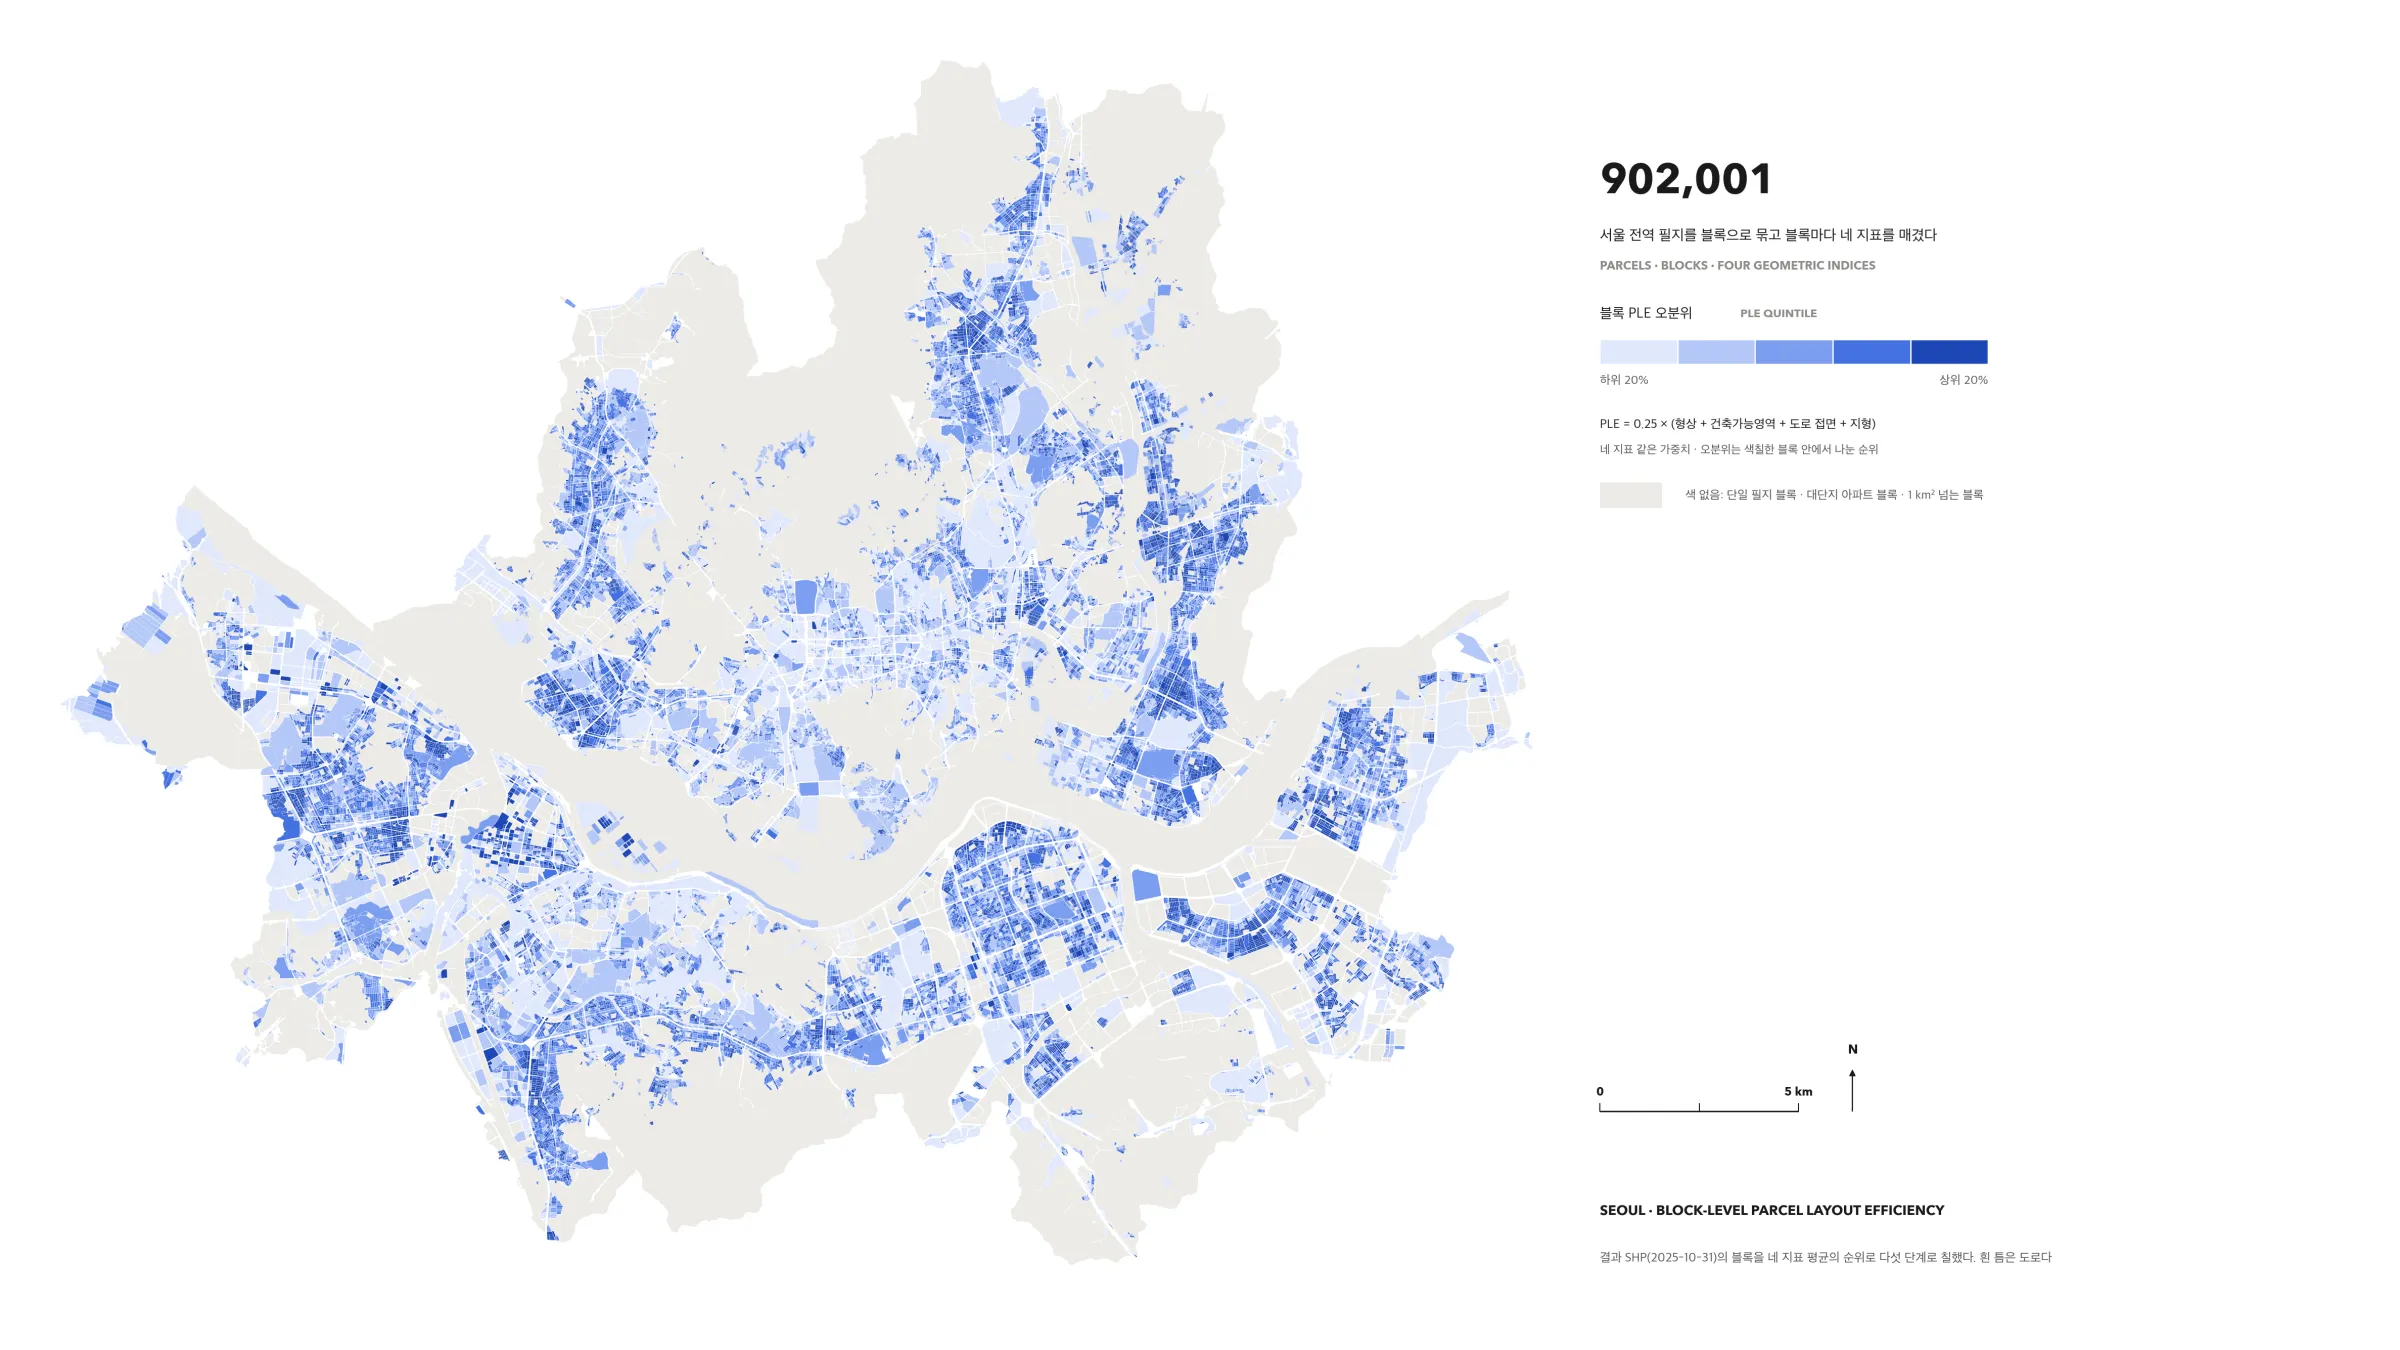 902,001
서울 전역 필지를 블록으로 묶고 블록마다 네 지표를 매겼다
PARCELS · BLOCKS · FOUR GEOMETRIC INDICES
블록 PLE 오분위 PLE QUINTILE
하위 20% 상위 20%
PLE = 0.25 × (형상 + 건축가능영역 + 도로 접면 + 지형)
네 지표 같은 가중치 · 오분위는 색칠한 블록 안에서 나눈 순위
색 없음: 단일 필지 블록 · 대단지 아파트 블록 · 1 km² 넘는 블록
N
0 5 km
SEOUL · BLOCK-LEVEL PARCEL LAYOUT EFFICIENCY
결과 SHP(2025-10-31)의 블록을 네 지표 평균의 순위로 다섯 단계로 칠했다. 흰 틈은 도로다